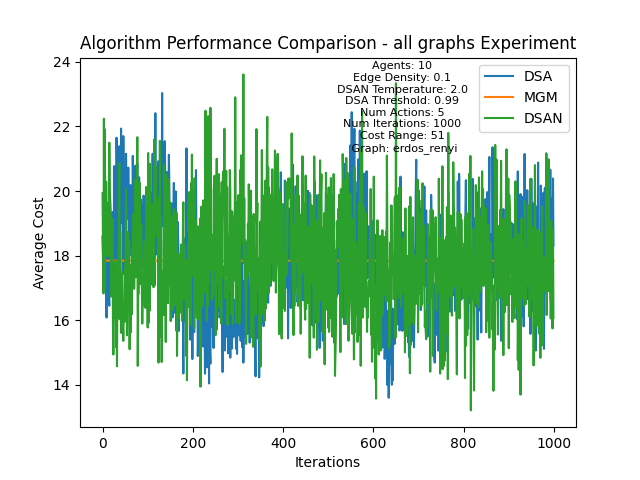 Algorithm Performance Comparison - all graphs Experiment
24
22
20
18
16
14
Average Cost
Agents: 10
Edge Density: 0.1
DSAN Temperature: 2.0
DSA Threshold: 0.99
Num Actions: 5
Num Iterations: 1000
Cost Range: 51
Graph: erdos_renyi
DSA
MGM
DSAN
0
200
400
600
800
1000
Iterations